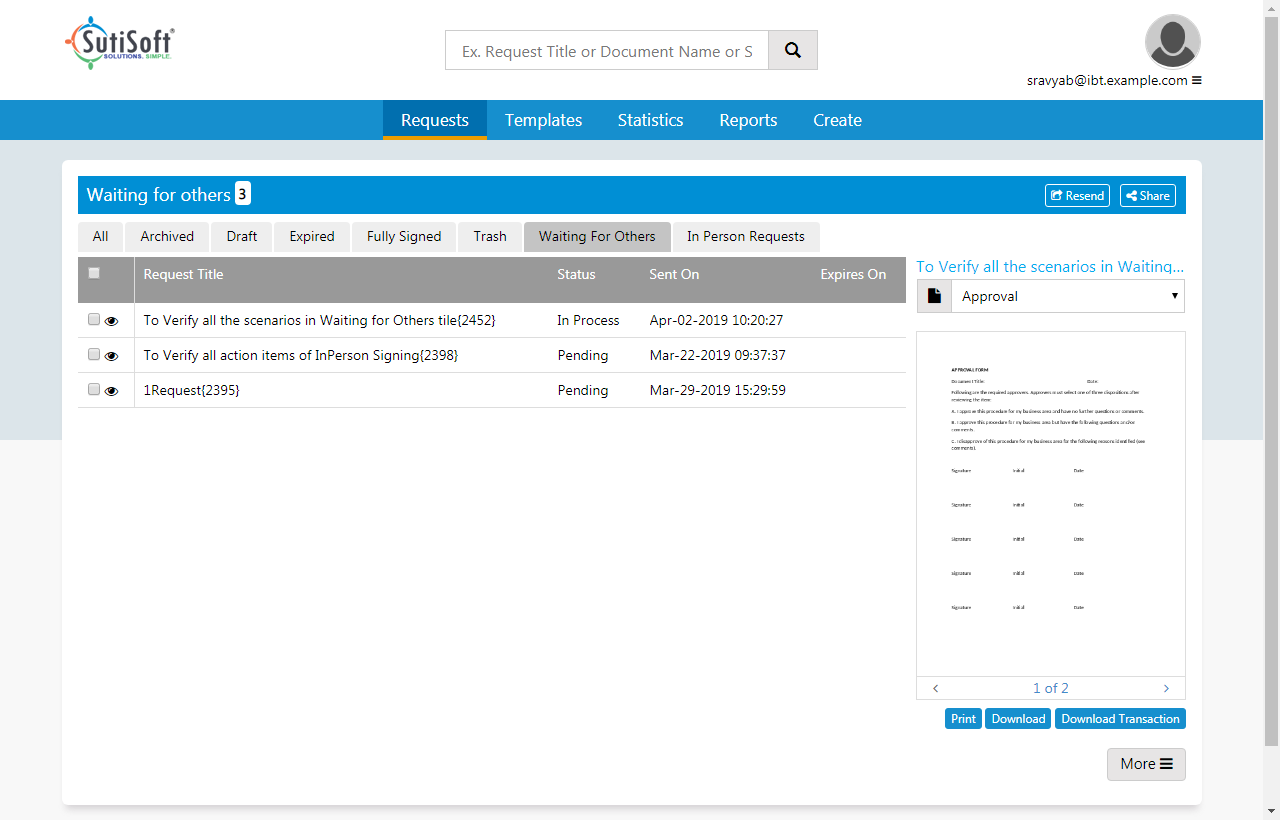 SutiSoft®
SOLUTIONS. SIMPLE.
Ex. Request Title or Document Name or S
sravyab@ibt.example.com
Requests Templates Statistics Reports Create
Waiting for others 3
Resend Share
All Archived Draft Expired Fully Signed Trash Waiting For Others In Person Requests
Request Title Status Sent On Expires On
To Verify all the scenarios in Waiting for Others tile{2452} In Process Apr-02-2019 10:20:27
To Verify all action items of InPerson Signing{2398} Pending Mar-22-2019 09:37:37
1Request{2395} Pending Mar-29-2019 15:29:59
To Verify all the scenarios in Waiting...
Approval
APPROVAL FORM
Document Title: Date:
Following are the required approvers. Approvers must select one of three dispositions after
reviewing the item:
A. I approve this procedure for my business area and have no further questions or comments.
B. I approve this procedure for my business area but have the following questions and/or
comments.
C. I disapprove of this procedure for my business area for the following reasons identified (see
comments).
Signature Initial Date
Signature Initial Date
Signature Initial Date
Signature Initial Date
Signature Initial Date
1 of 2
Print Download Download Transaction
More